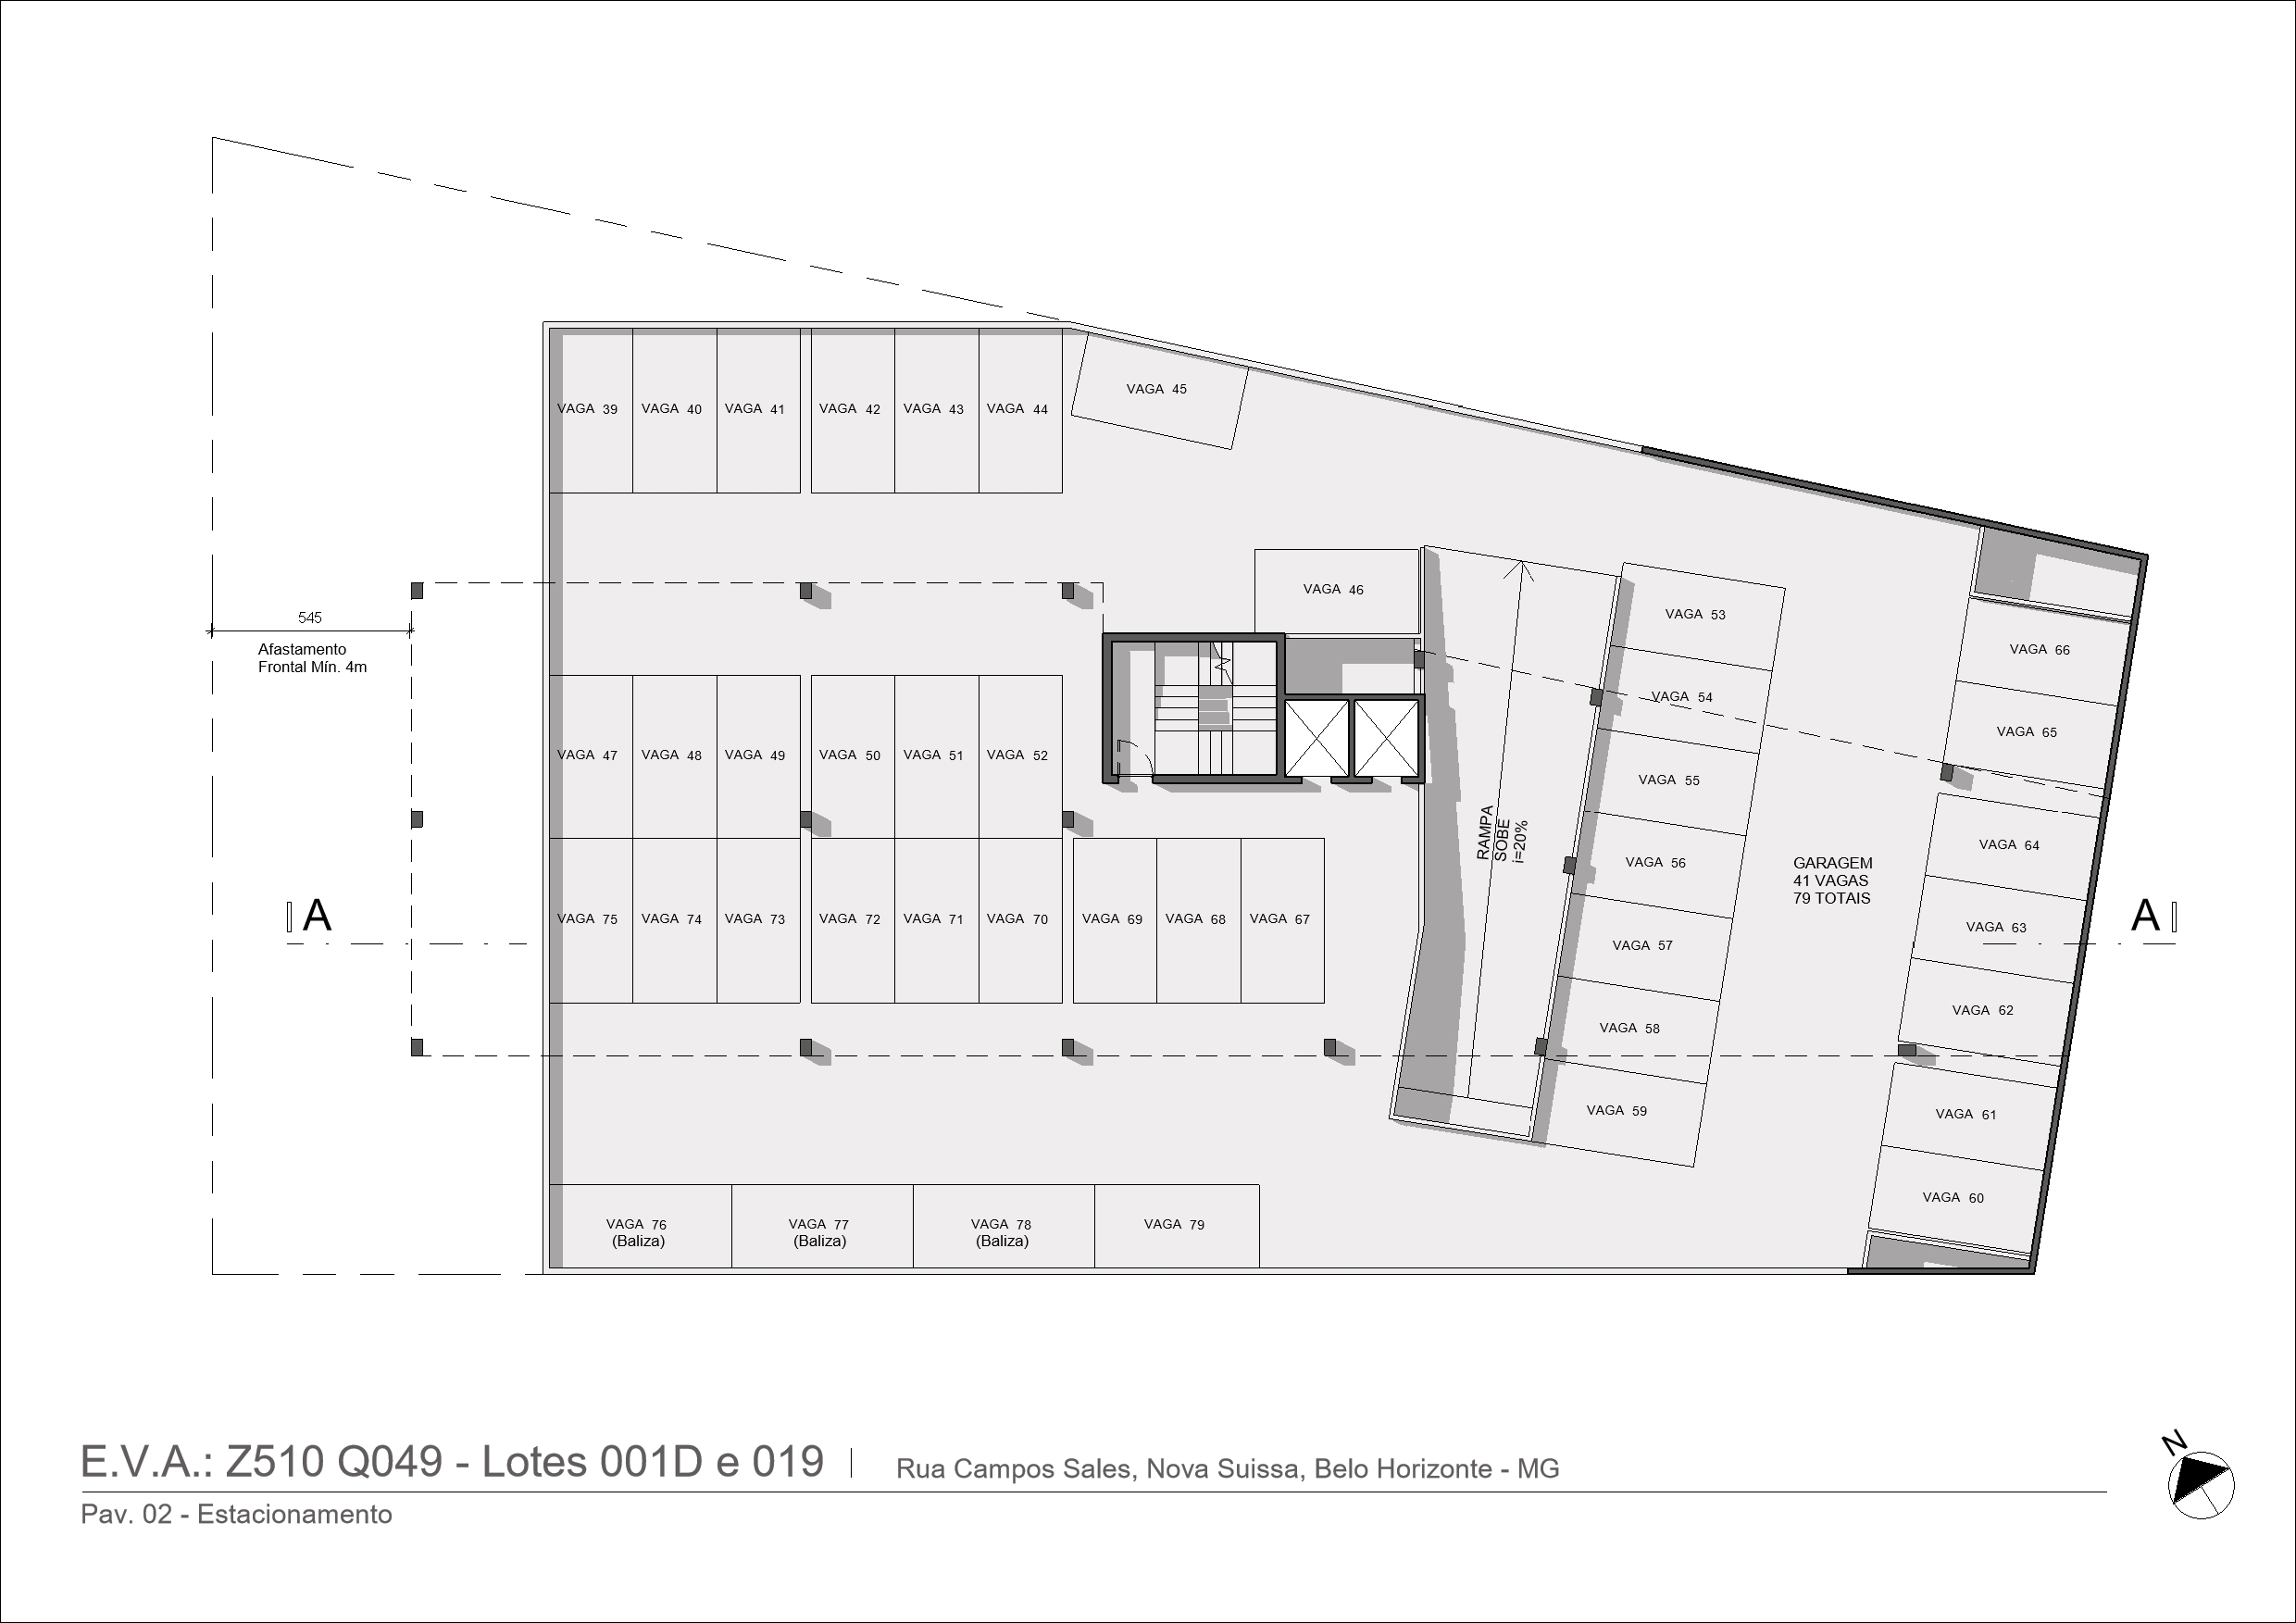 VAGA 45
VAGA 39
VAGA 40
VAGA 41
VAGA 42
VAGA 43
VAGA 44
VAGA 46
545
Afastamento
Frontal Mín. 4m
VAGA 53
VAGA 66
VAGA 54
VAGA 65
VAGA 47
VAGA 48
VAGA 49
VAGA 50
VAGA 51
VAGA 52
VAGA 55
RAMPA
SOBE
i=20%
VAGA 56
GARAGEM
41 VAGAS
79 TOTAIS
VAGA 64
A
VAGA 75
VAGA 74
VAGA 73
VAGA 72
VAGA 71
VAGA 70
VAGA 69
VAGA 68
VAGA 67
VAGA 57
VAGA 63
A
VAGA 58
VAGA 62
VAGA 59
VAGA 61
VAGA 60
VAGA 76
(Baliza)
VAGA 77
(Baliza)
VAGA 78
(Baliza)
VAGA 79
E.V.A.: Z510 Q049 - Lotes 001D e 019
Rua Campos Sales, Nova Suissa, Belo Horizonte - MG
Pav. 02 - Estacionamento
N